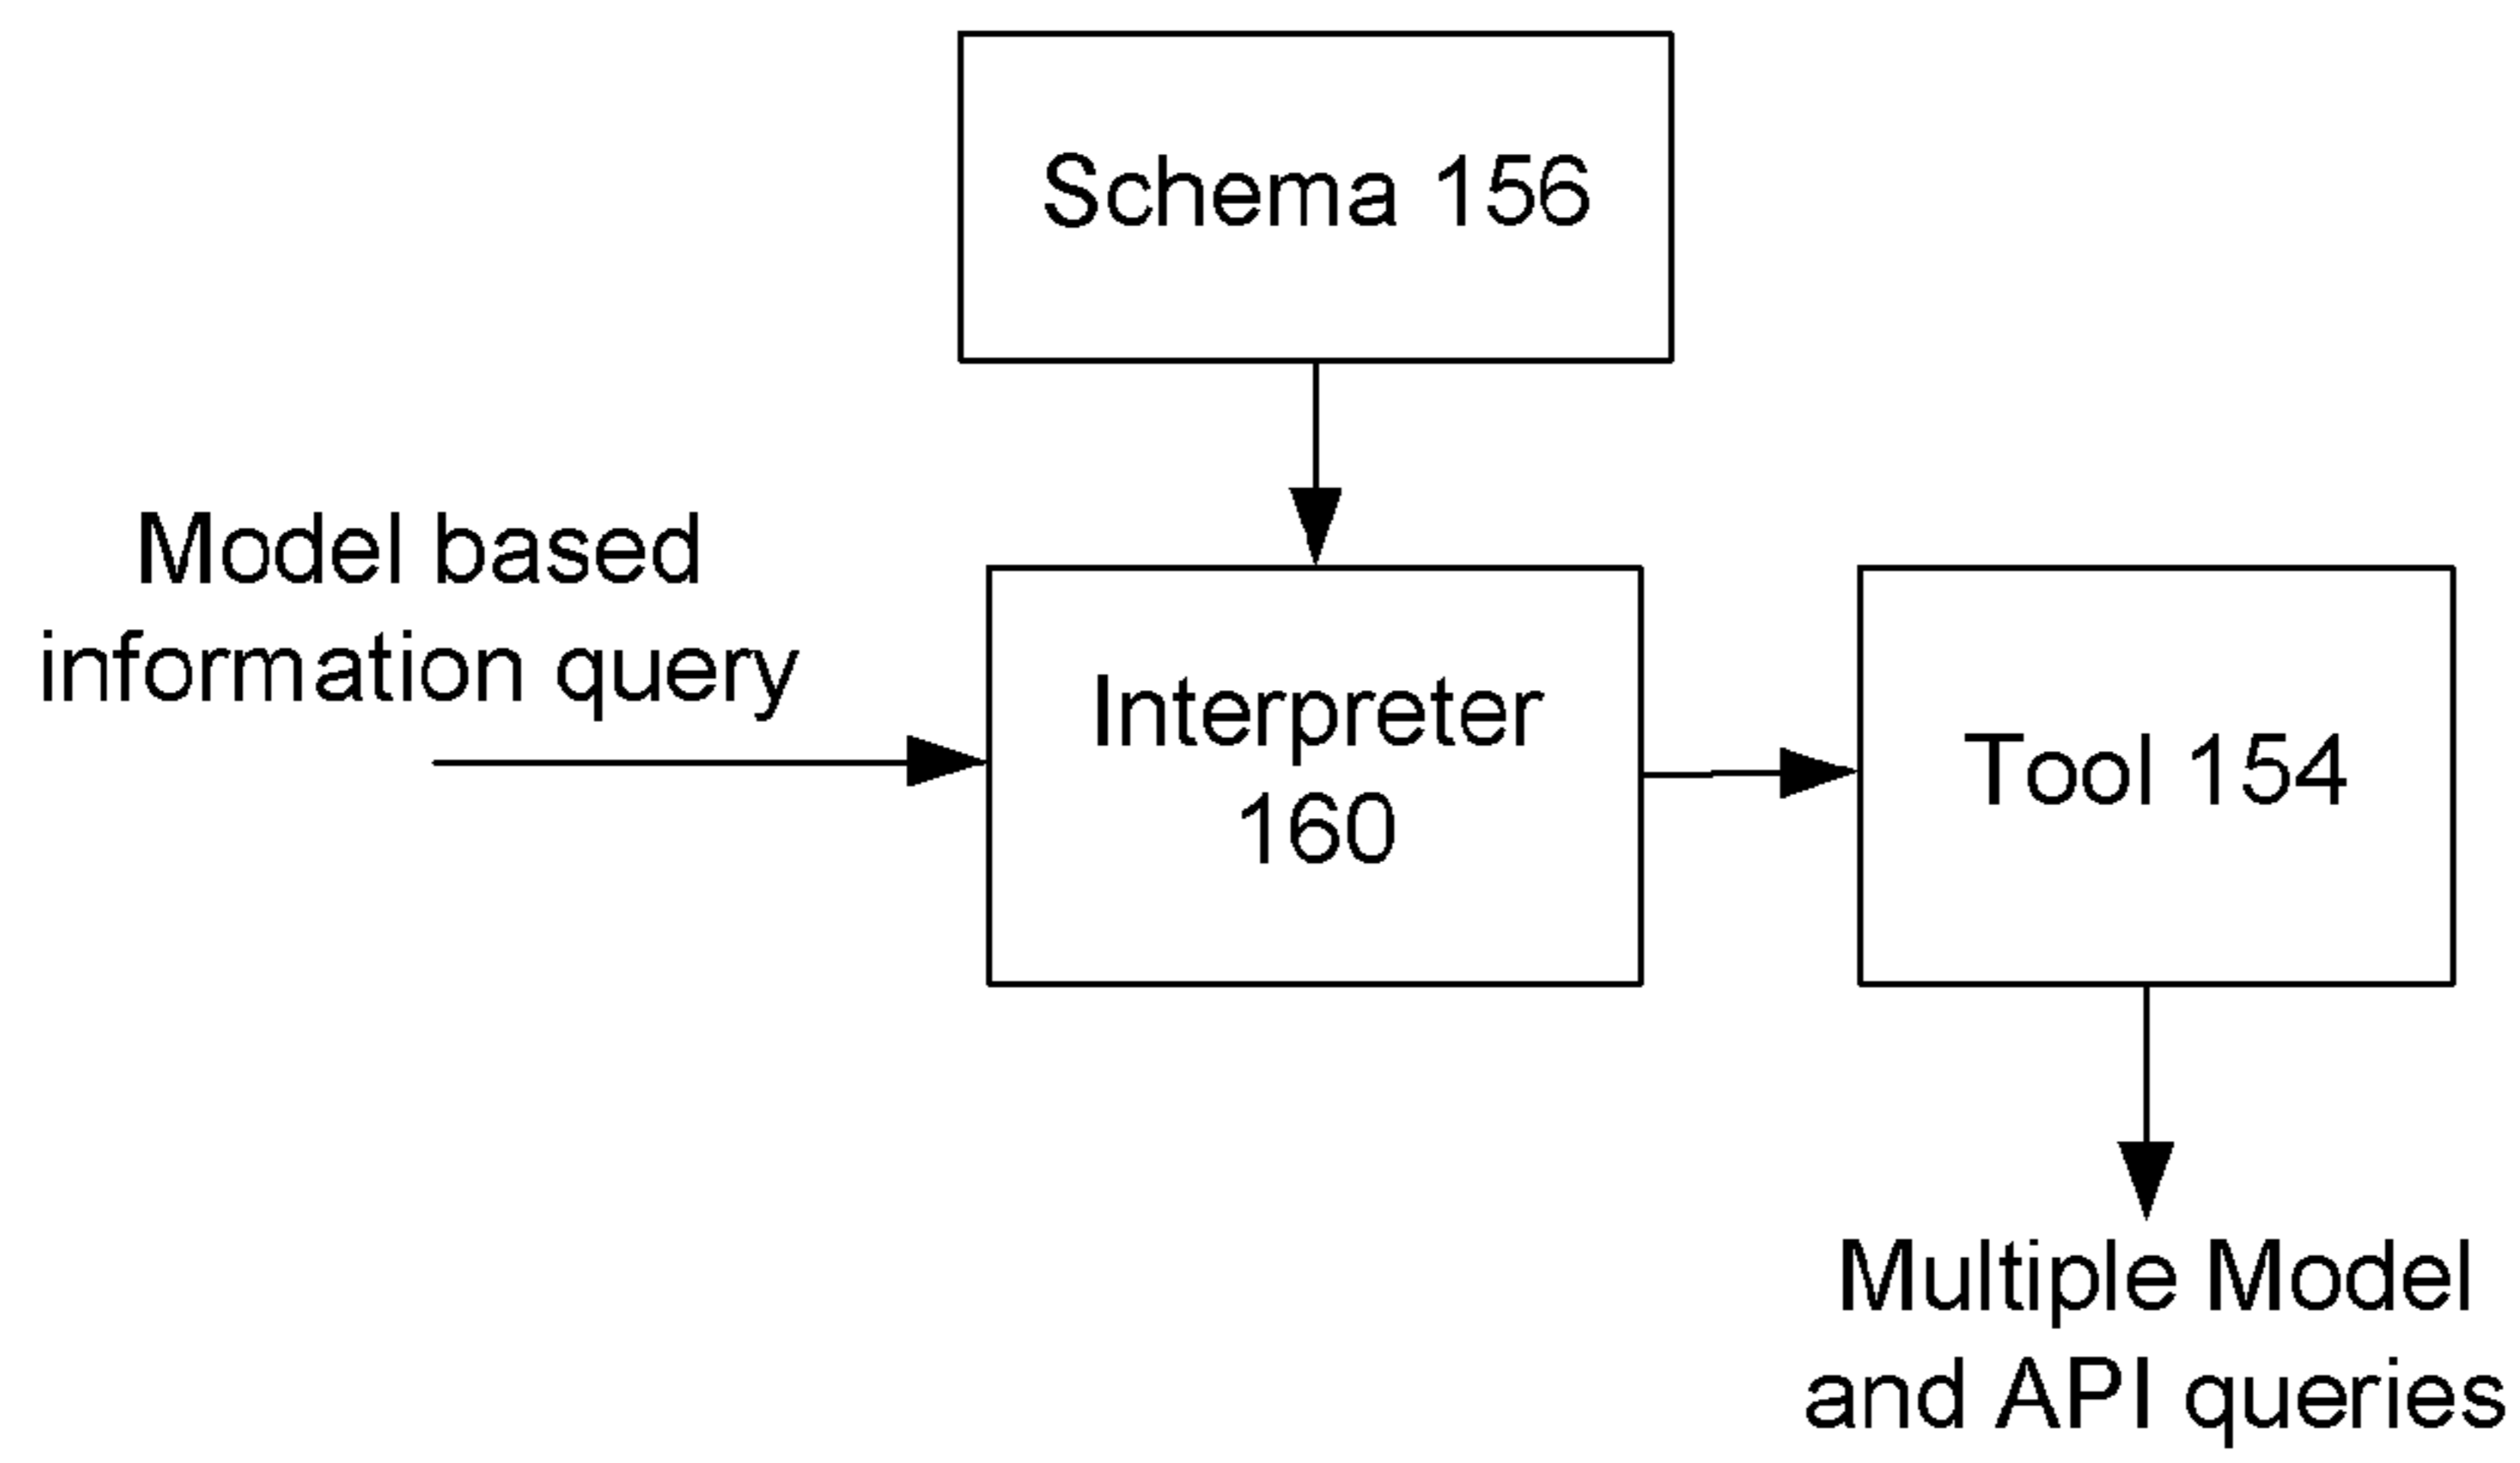 Schema 156
Model based
information query
Interpreter
160
Tool 154
Multiple Model
and API queries